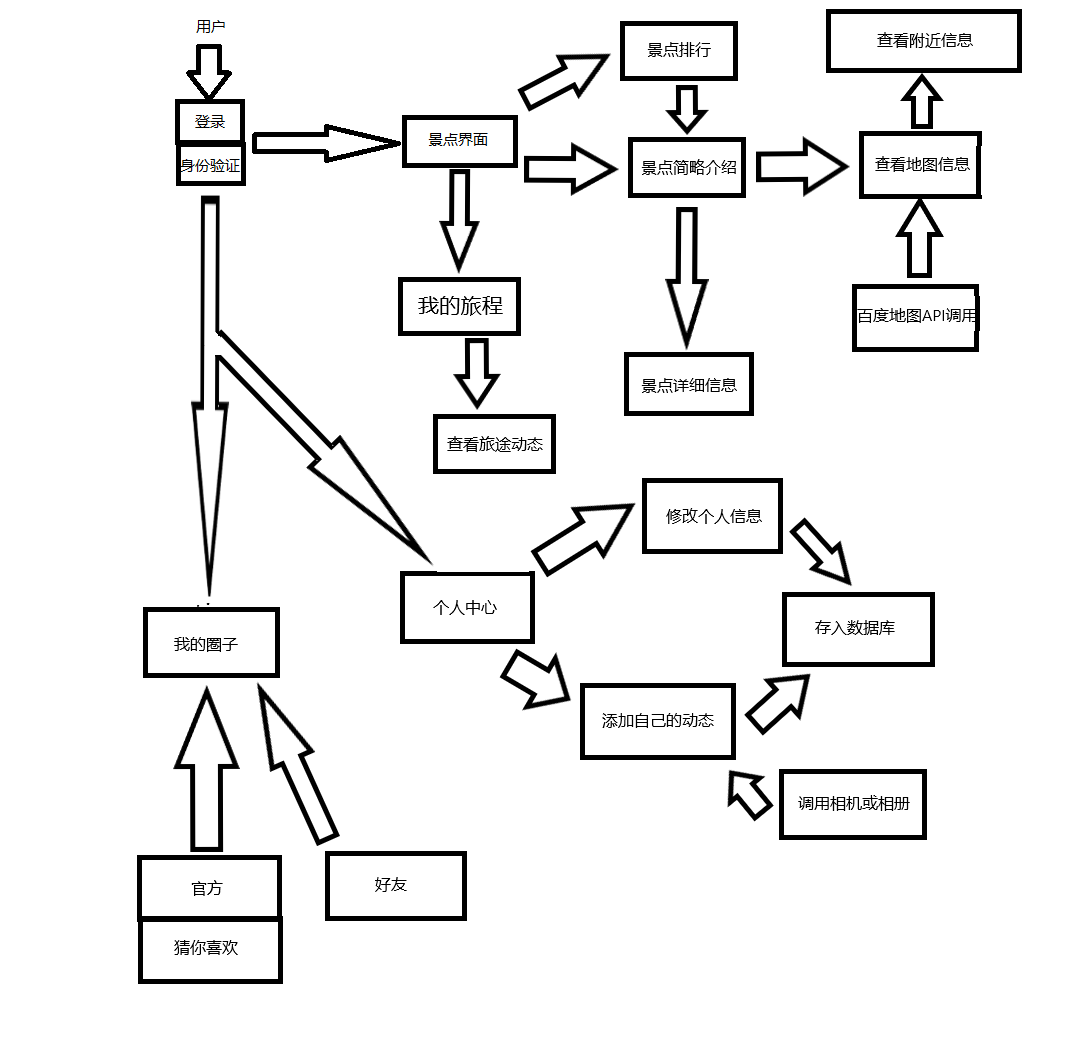 用户
登录
身份验证
景点界面
景点排行
景点简略介绍
查看附近信息
查看地图信息
百度地图API调用
我的旅程
查看旅途动态
景点详细信息
修改个人信息
个人中心
存入数据库
我的圈子
添加自己的动态
调用相机或相册
官方
好友
猜你喜欢